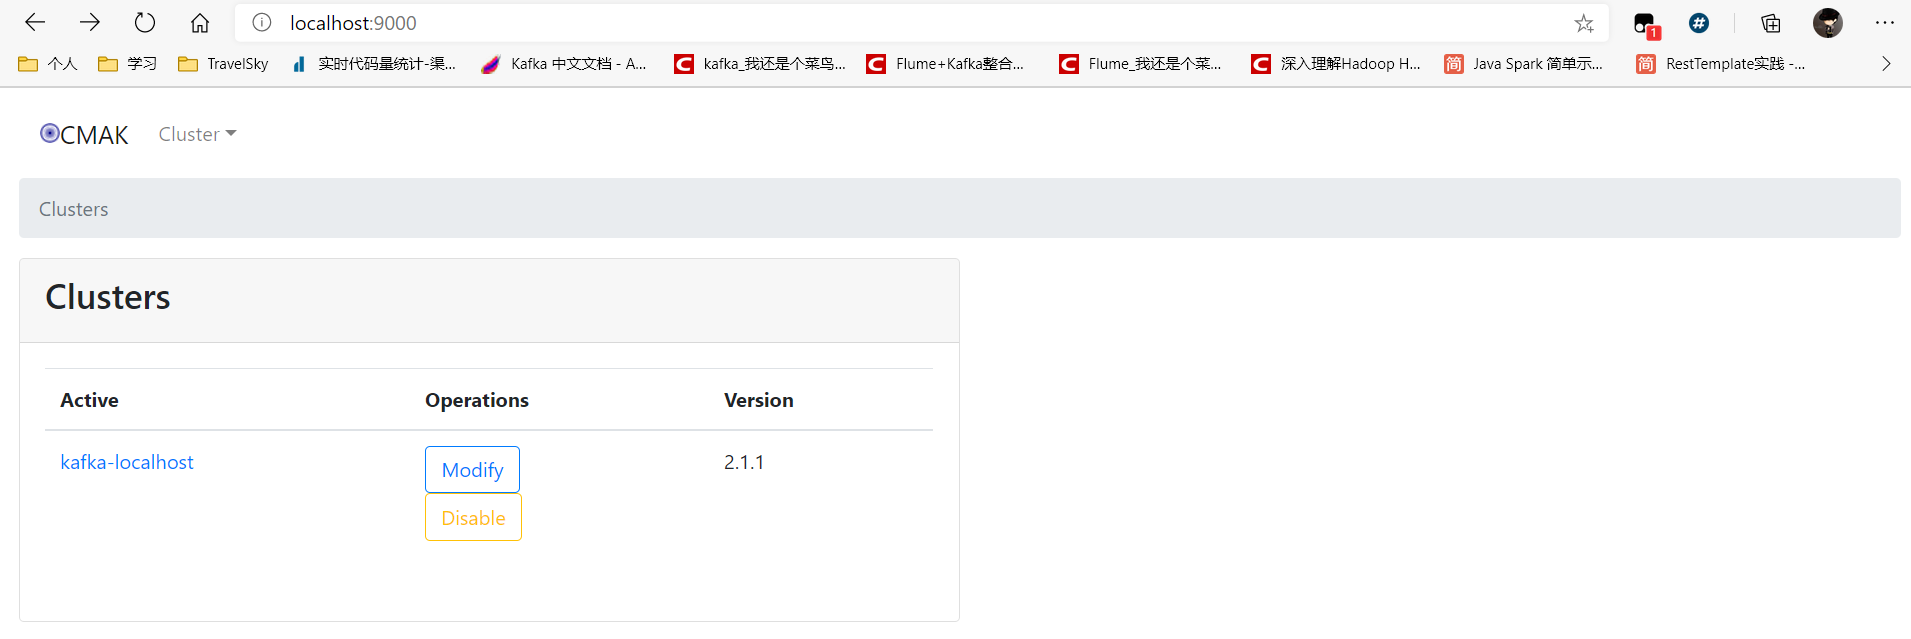 localhost:9000
1
个人 学习 TravelSky 实时代码量统计-渠... Kafka 中文文档 - A... kafka_我还是个菜鸟... Flume+Kafka整合... Flume_我还是个菜... 深入理解Hadoop H... 简 Java Spark 简单示... 简 RestTemplate实践 -...
CMAK Cluster
Clusters
Clusters
Active Operations Version
kafka-localhost Modify 2.1.1
Disable